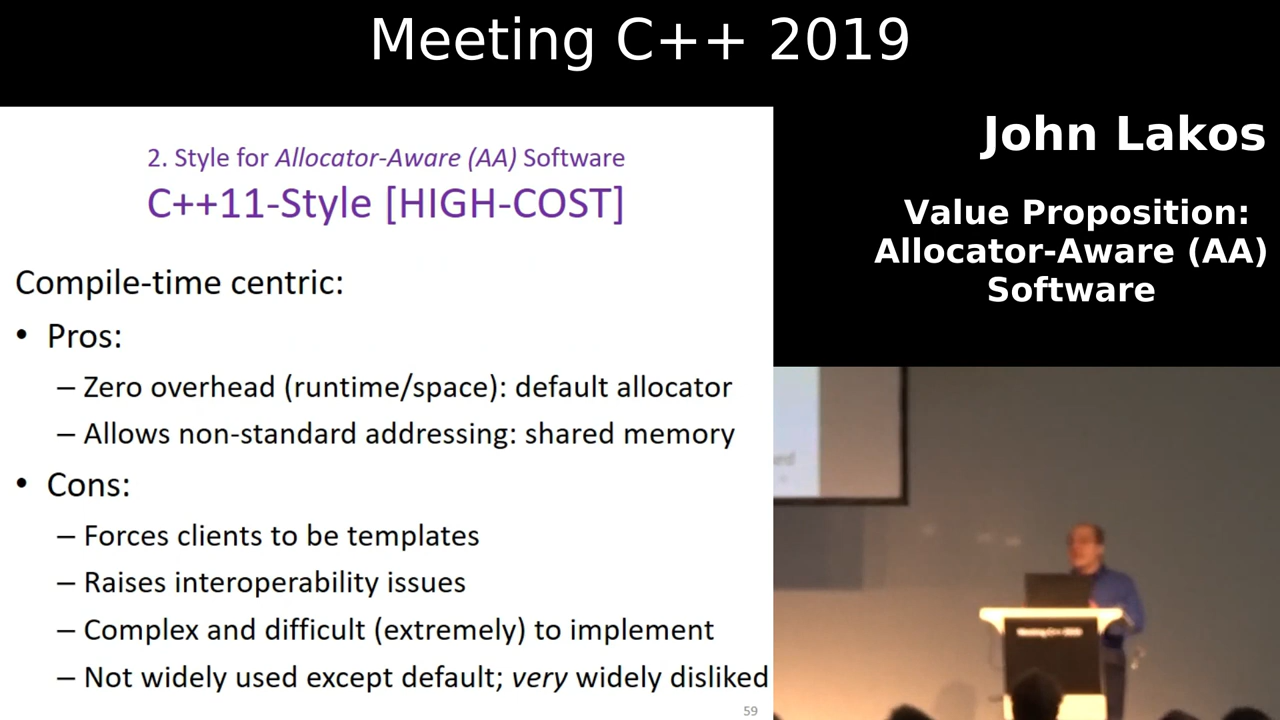 Meeting C++ 2019
John Lakos
Value Proposition:
Allocator-Aware (AA)
Software
2. Style for Allocator-Aware (AA) Software
C++11-Style [HIGH-COST]
Compile-time centric:
• Pros:
– Zero overhead (runtime/space): default allocator
– Allows non-standard addressing: shared memory
• Cons:
– Forces clients to be templates
– Raises interoperability issues
– Complex and difficult (extremely) to implement
– Not widely used except default; very widely disliked
59
Meeting C++ 2019